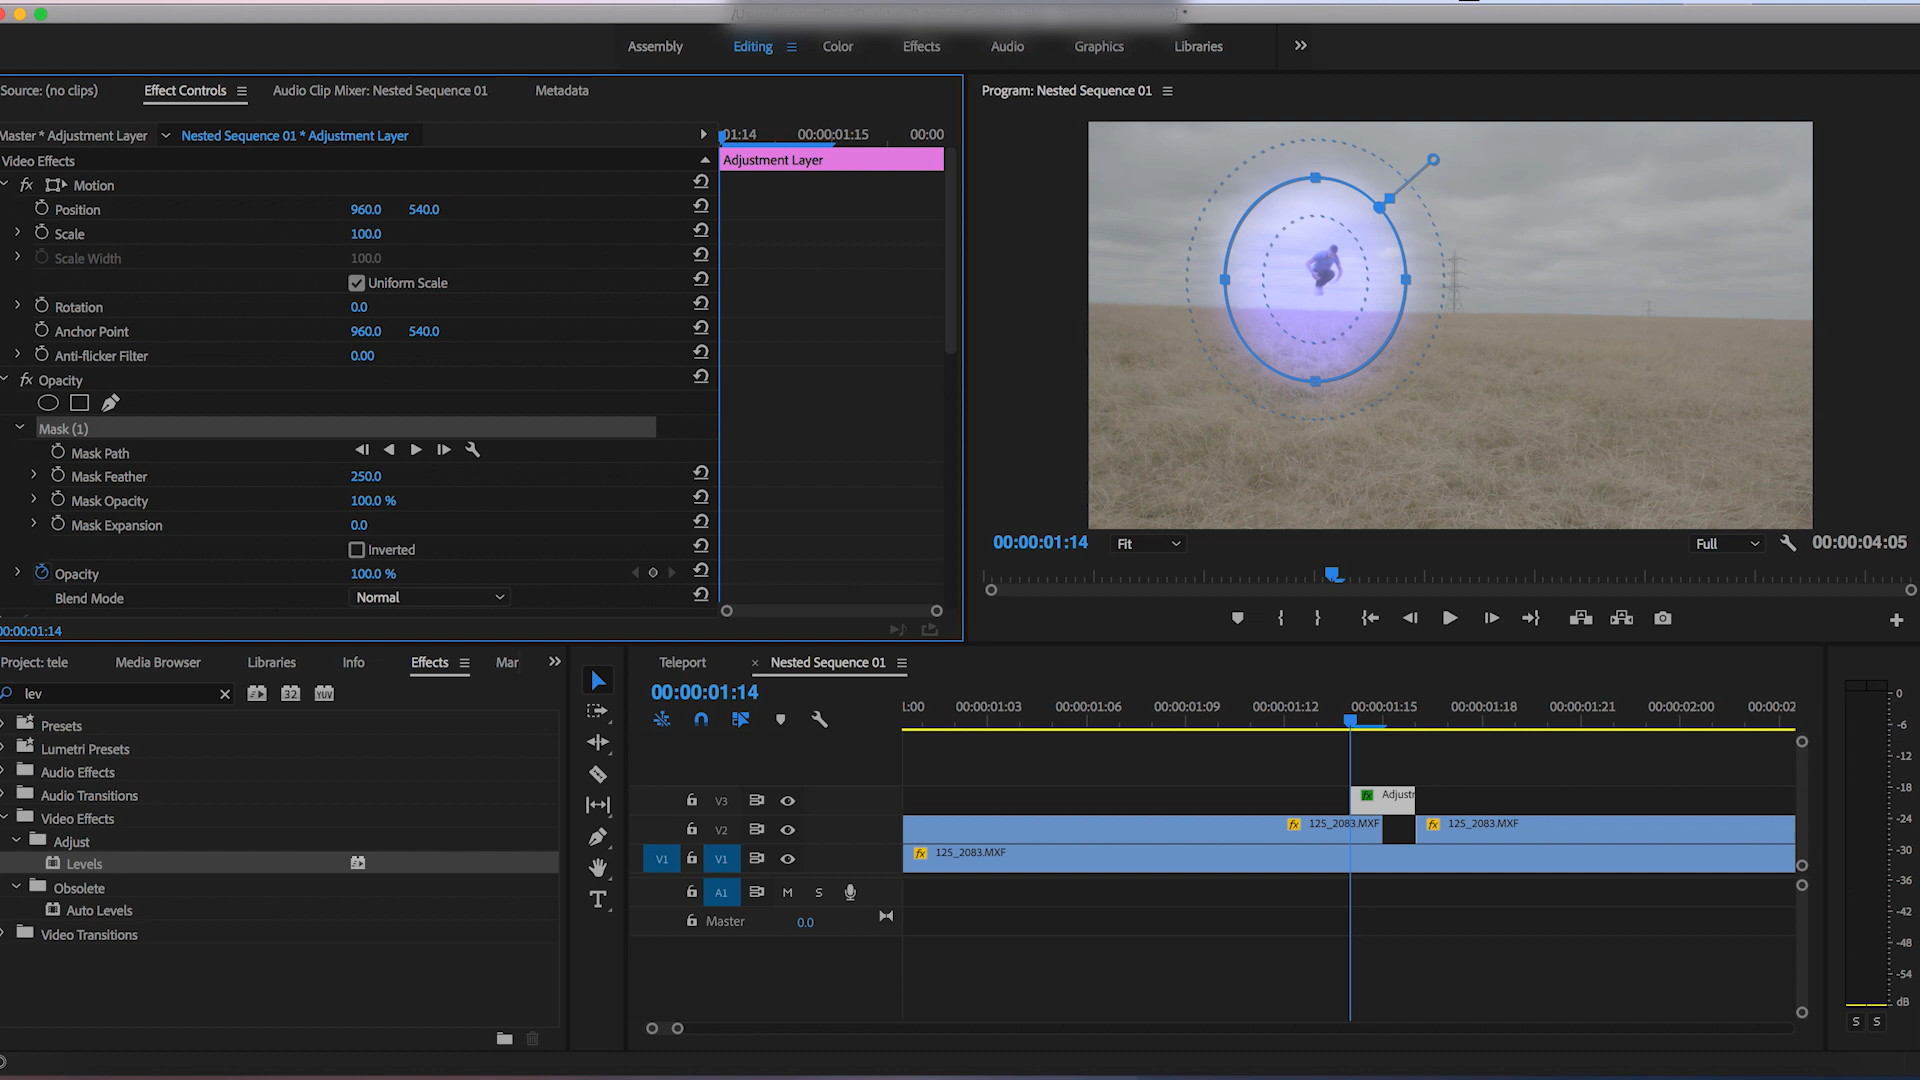 Assembly Editing Color Effects Audio Graphics Libraries
Source: (no clips) Effect Controls Audio Clip Mixer: Nested Sequence 01 Metadata
Program: Nested Sequence 01
Master * Adjustment Layer Nested Sequence 01 * Adjustment Layer
01:14 00:00:01:15 00:00
Video Effects
Adjustment Layer
fx Motion
Position 960.0 540.0
Scale 100.0
Scale Width 100.0
Uniform Scale
Rotation 0.0
Anchor Point 960.0 540.0
Anti-flicker Filter 0.00
fx Opacity
Mask (1)
Mask Path
Mask Feather 250.0
Mask Opacity 100.0 %
Mask Expansion 0.0
Inverted
Opacity 100.0 %
Blend Mode Normal
00:00:01:14
00:00:01:14 Fit Full 00:00:04:05
Project: tele Media Browser Libraries Info Effects Mar
lev
32 YUV
Presets
Lumetri Presets
Audio Effects
Audio Transitions
Video Effects
Adjust
Levels
Obsolete
Auto Levels
Video Transitions
Teleport × Nested Sequence 01
00:00:01:14
:00 00:00:01:03 00:00:01:06 00:00:01:09 00:00:01:12 00:00:01:15 00:00:01:18 00:00:01:21 00:00:02:00 00:00:02
V3 fx Adjustr
V2 fx 125_2083.MXF fx 125_2083.MXF
V1 V1 fx 125_2083.MXF
A1 M S
Master 0.0
0
-6
-12
-18
-24
-30
-36
-42
-48
-54
dB
S S